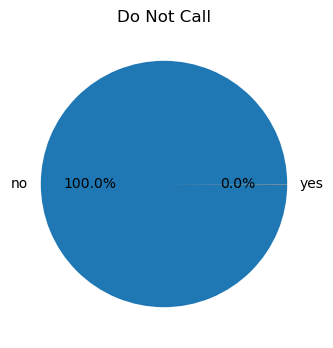 Do Not Call
no
100.0%
0.0%
yes